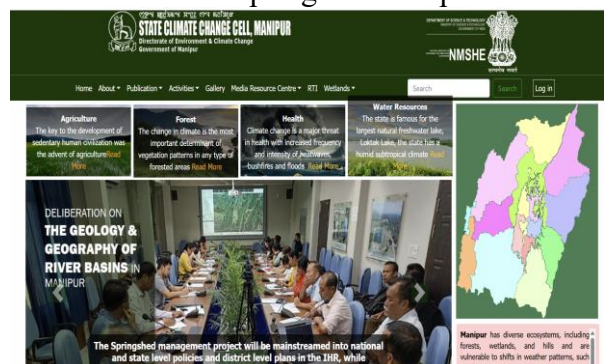 STATE CLIMATE CHANGE CELL, MANIPUR
Directorate of Environment & Climate Change
Government of Manipur
DEPARTMENT OF SCIENCE & TECHNOLOGY
NMSHE
Home About Publication Activities Gallery Media Resource Centre RTI Wetlands
Search
Search
Log in
Agriculture
The key to the development of
sedentary human civilization was
the advent of agricultureRead
More
Forest
The change in climate is the most
important determinant of
vegetation patterns in any type of
forested areas Read More
Health
Climate change is a major threat
in health with increased frequency
and intensity of heatwaves,
bushfires and floods Read More
Water Resources
The state is famous for the
largest natural freshwater lake,
Loktak Lake, the state has a
humid subtropical climate Read
More
DELIBERATION ON
THE GEOLOGY &
GEOGRAPHY OF
RIVER BASINS IN
MANIPUR
The Springshed management project will be mainstreamed into national
and state level policies and district level plans in the IHR, while
Manipur has diverse ecosystems, including
forests, wetlands, and hills and are
vulnerable to shifts in weather patterns, such